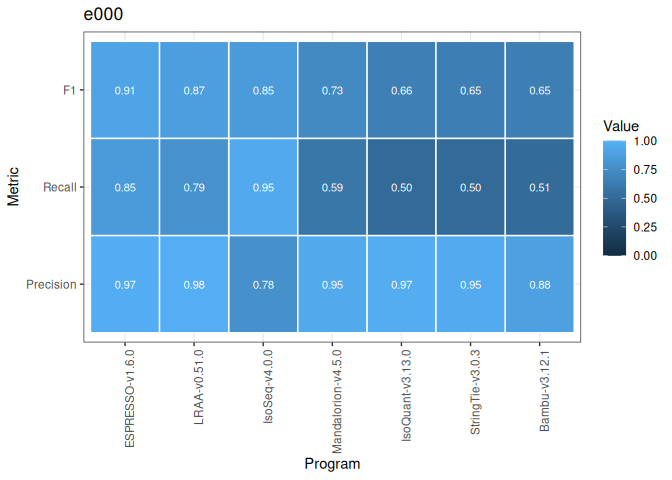 e000
F1 0.91 0.87 0.85 0.73 0.66 0.65 0.65
Recall 0.85 0.79 0.95 0.59 0.50 0.50 0.51
Precision 0.97 0.98 0.78 0.95 0.97 0.95 0.88
Metric
ESPRESSO-v1.6.0
LRAA-v0.51.0
IsoSeq-v4.0.0
Mandalorion-v4.5.0
IsoQuant-v3.13.0
StringTie-v3.0.3
Bambu-v3.12.1
Program
Value
1.00
0.75
0.50
0.25
0.00